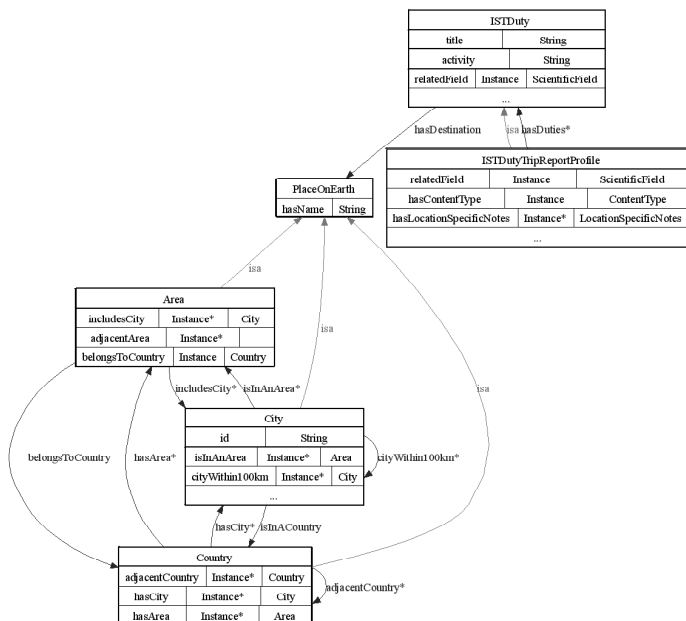 ISTDuty
title String
activity String
relatedField Instance ScientificField
...
hasDestination
isa hasDuties*
ISTDutyTripReportProfile
relatedField Instance ScientificField
hasContentType Instance ContentType
hasLocationSpecificNotes Instance* LocationSpecificNotes
...
PlaceOnEarth
hasName String
isa
isa
isa
Area
includesCity Instance* City
adjacentArea Instance*
belongsToCountry Instance Country
includesCity* isInAnArea*
belongsToCountry
hasArea*
City
id String
isInAnArea Instance* Area
cityWithin100km Instance* City
...
cityWithin100km*
hasCity* isInACountry
Country
adjacentCountry Instance* Country
hasCity Instance* City
hasArea Instance* Area
adjacentCountry*